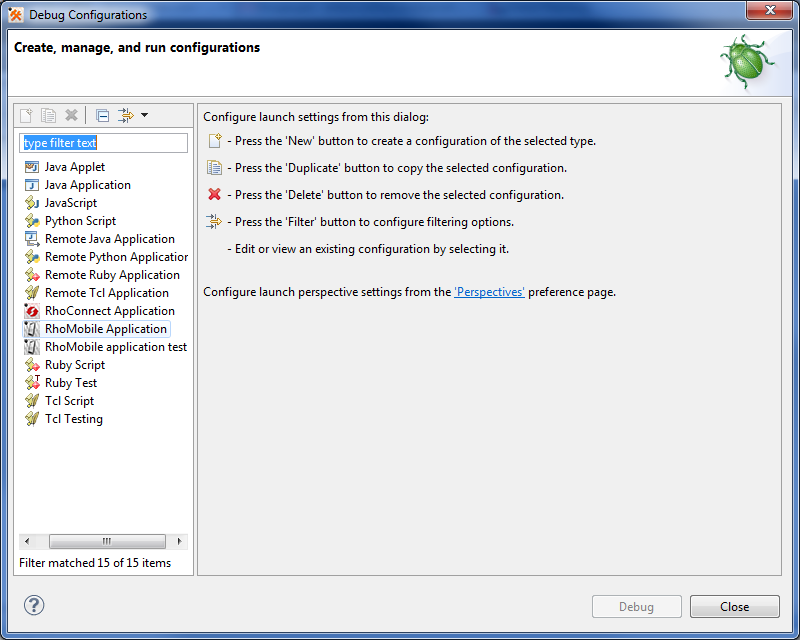 Debug Configurations
Create, manage, and run configurations
type filter text
Java Applet
Java Application
JavaScript
Python Script
Remote Java Application
Remote Python Application
Remote Ruby Application
Remote Tcl Application
RhoConnect Application
RhoMobile Application
RhoMobile application test
Ruby Script
Ruby Test
Tcl Script
Tcl Testing
Filter matched 15 of 15 items
Configure launch settings from this dialog:
- Press the 'New' button to create a configuration of the selected type.
- Press the 'Duplicate' button to copy the selected configuration.
- Press the 'Delete' button to remove the selected configuration.
- Press the 'Filter' button to configure filtering options.
- Edit or view an existing configuration by selecting it.
Configure launch perspective settings from the 'Perspectives' preference page.
?
Debug
Close